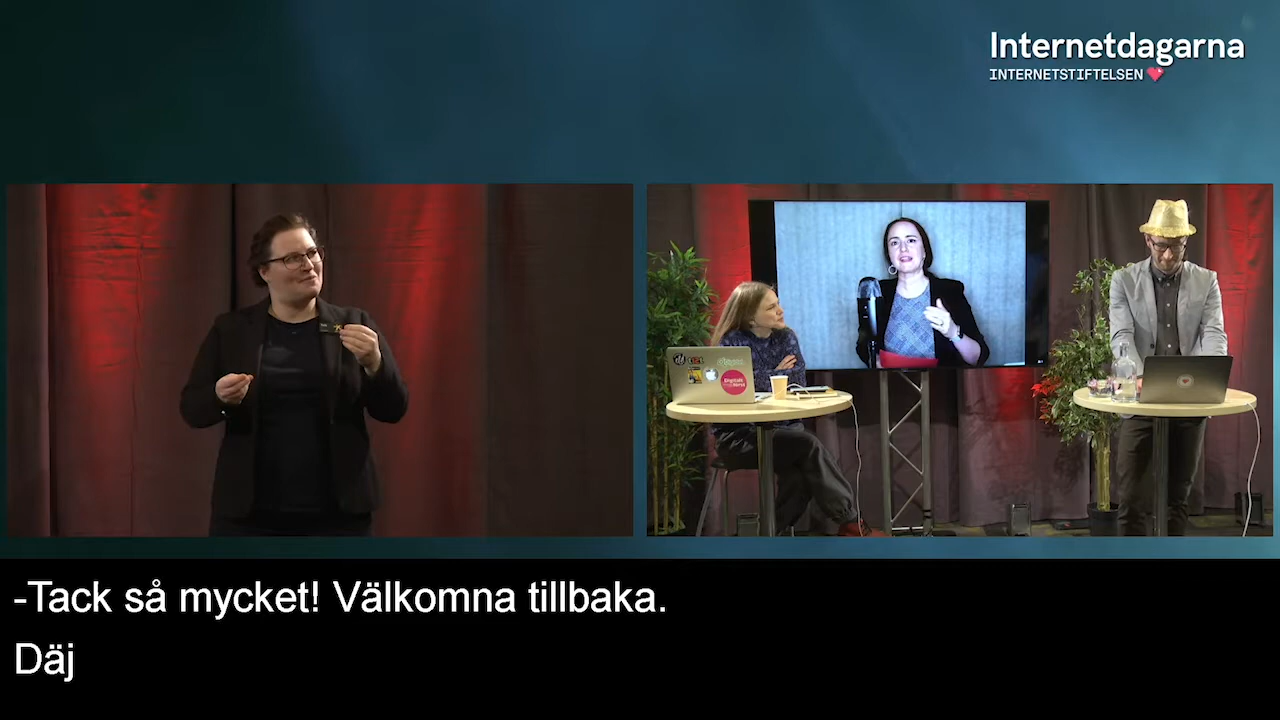 Internetdagarna
INTERNETSTIFTELSEN
-Tack så mycket! Välkomna tillbaka.
Däj